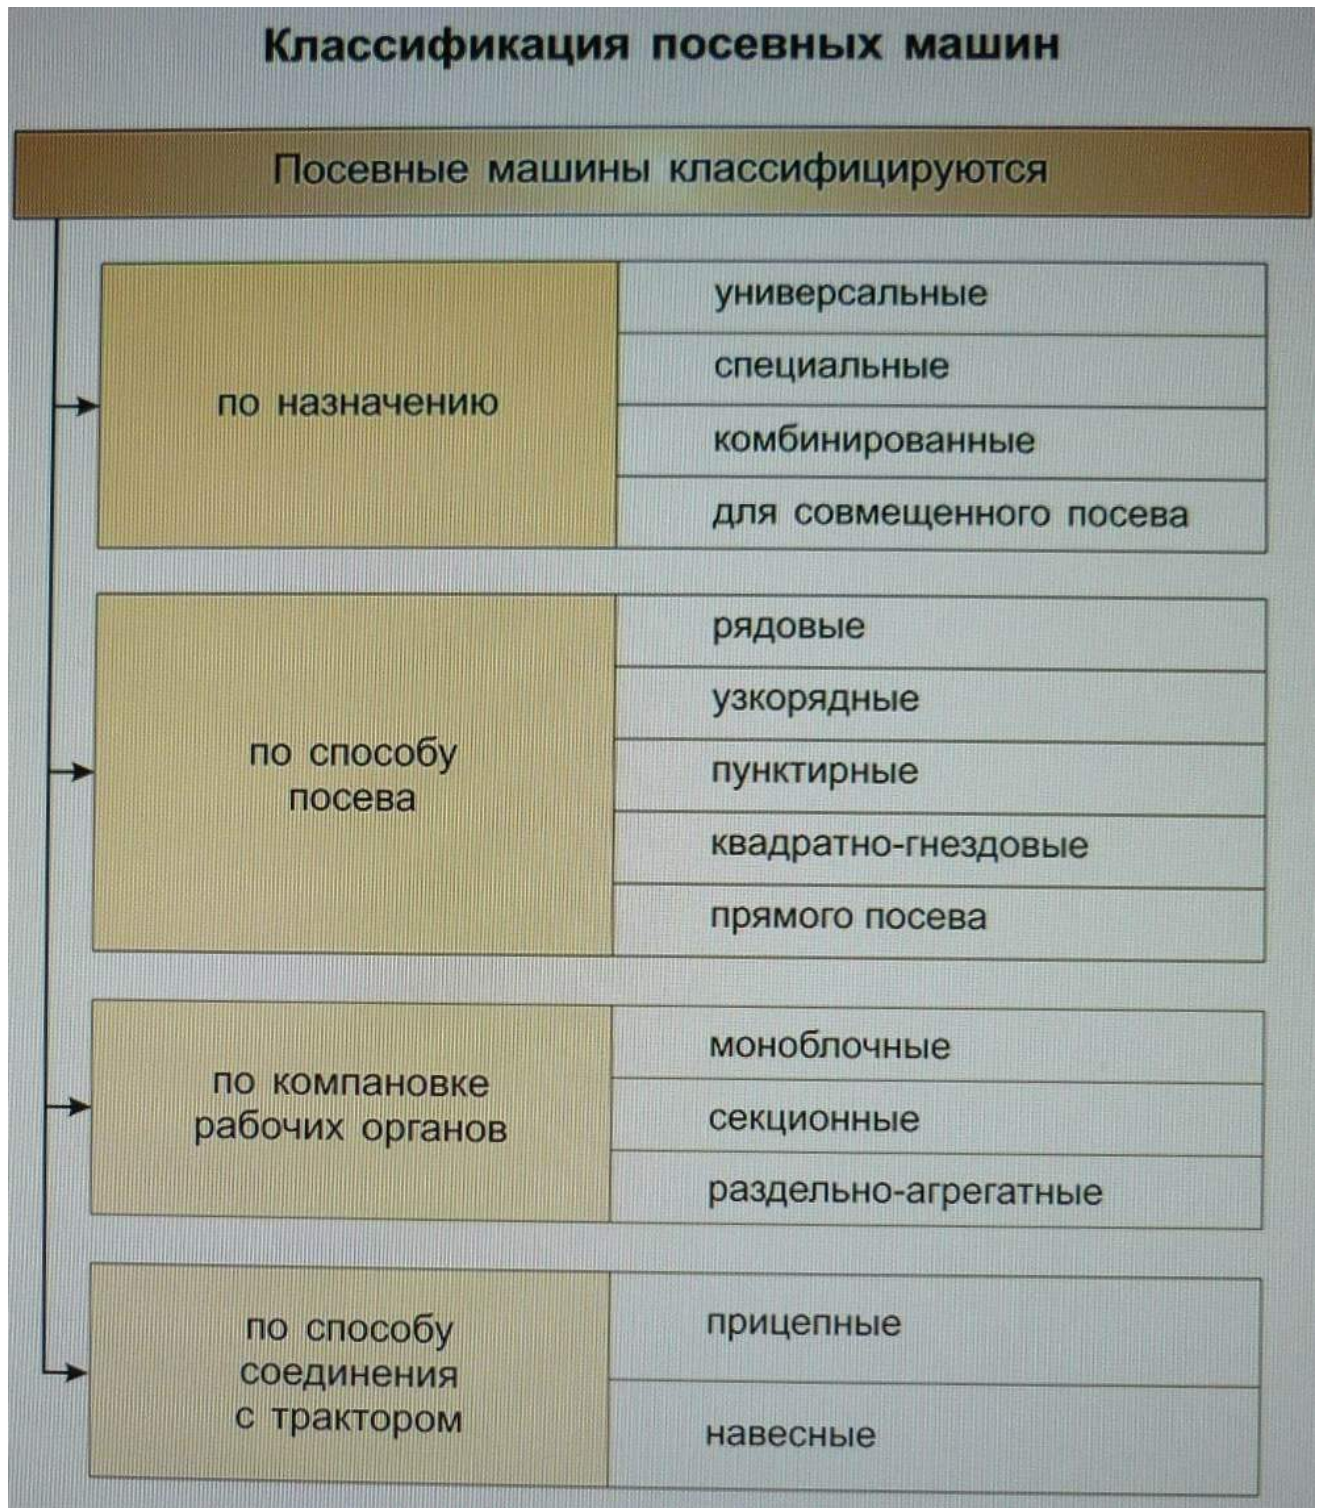 Классификация посевных машин
Посевные машины классифицируются
по назначению
универсальные
специальные
комбинированные
для совмещенного посева
по способу
посева
рядовые
узкорядные
пунктирные
квадратно-гнездовые
прямого посева
по компановке
рабочих органов
моноблочные
секционные
раздельно-агрегатные
по способу
соединения
с трактором
прицепные
навесные